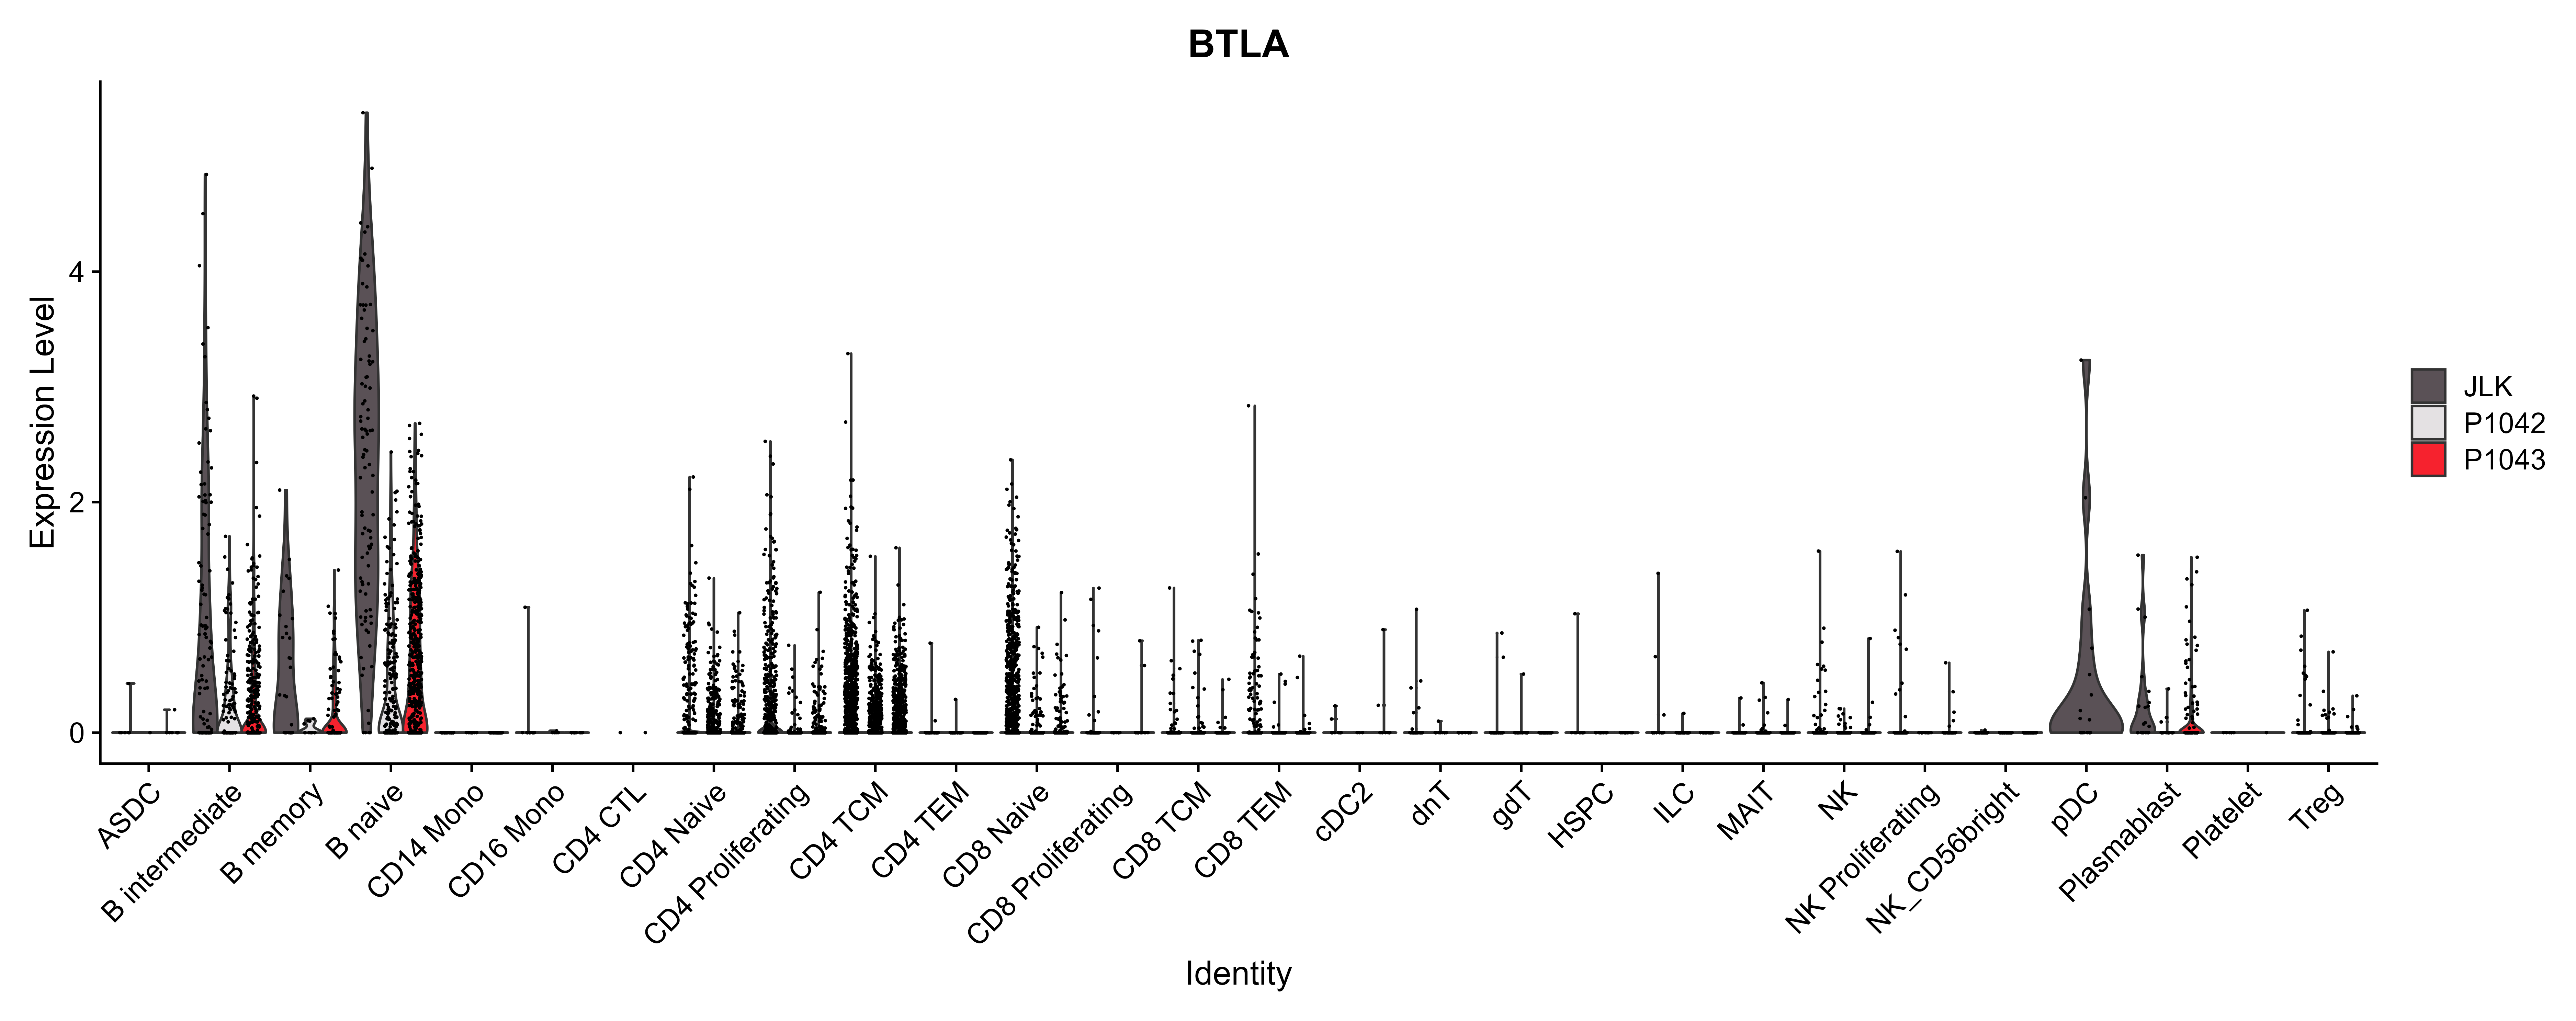 BTLA
Expression Level
4
2
0
ASDC
B intermediate
B memory
B naive
CD14 Mono
CD16 Mono
CD4 CTL
CD4 Naive
CD4 Proliferating
CD4 TCM
CD4 TEM
CD8 Naive
CD8 Proliferating
CD8 TCM
CD8 TEM
cDC2
dnT
gdT
HSPC
ILC
MAIT
NK
NK Proliferating
NK_CD56bright
pDC
Plasmablast
Platelet
Treg
Identity
JLK
P1042
P1043